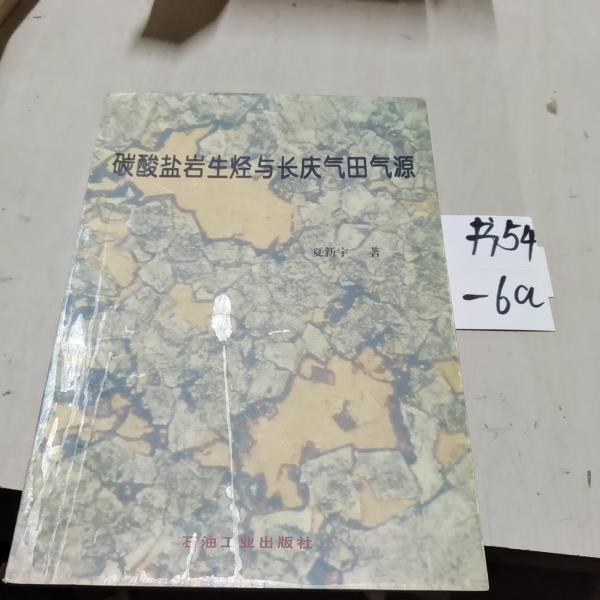 碳酸盐岩生烃与长庆气田气源
夏新宇 著
石油工业出版社
书54
-6a